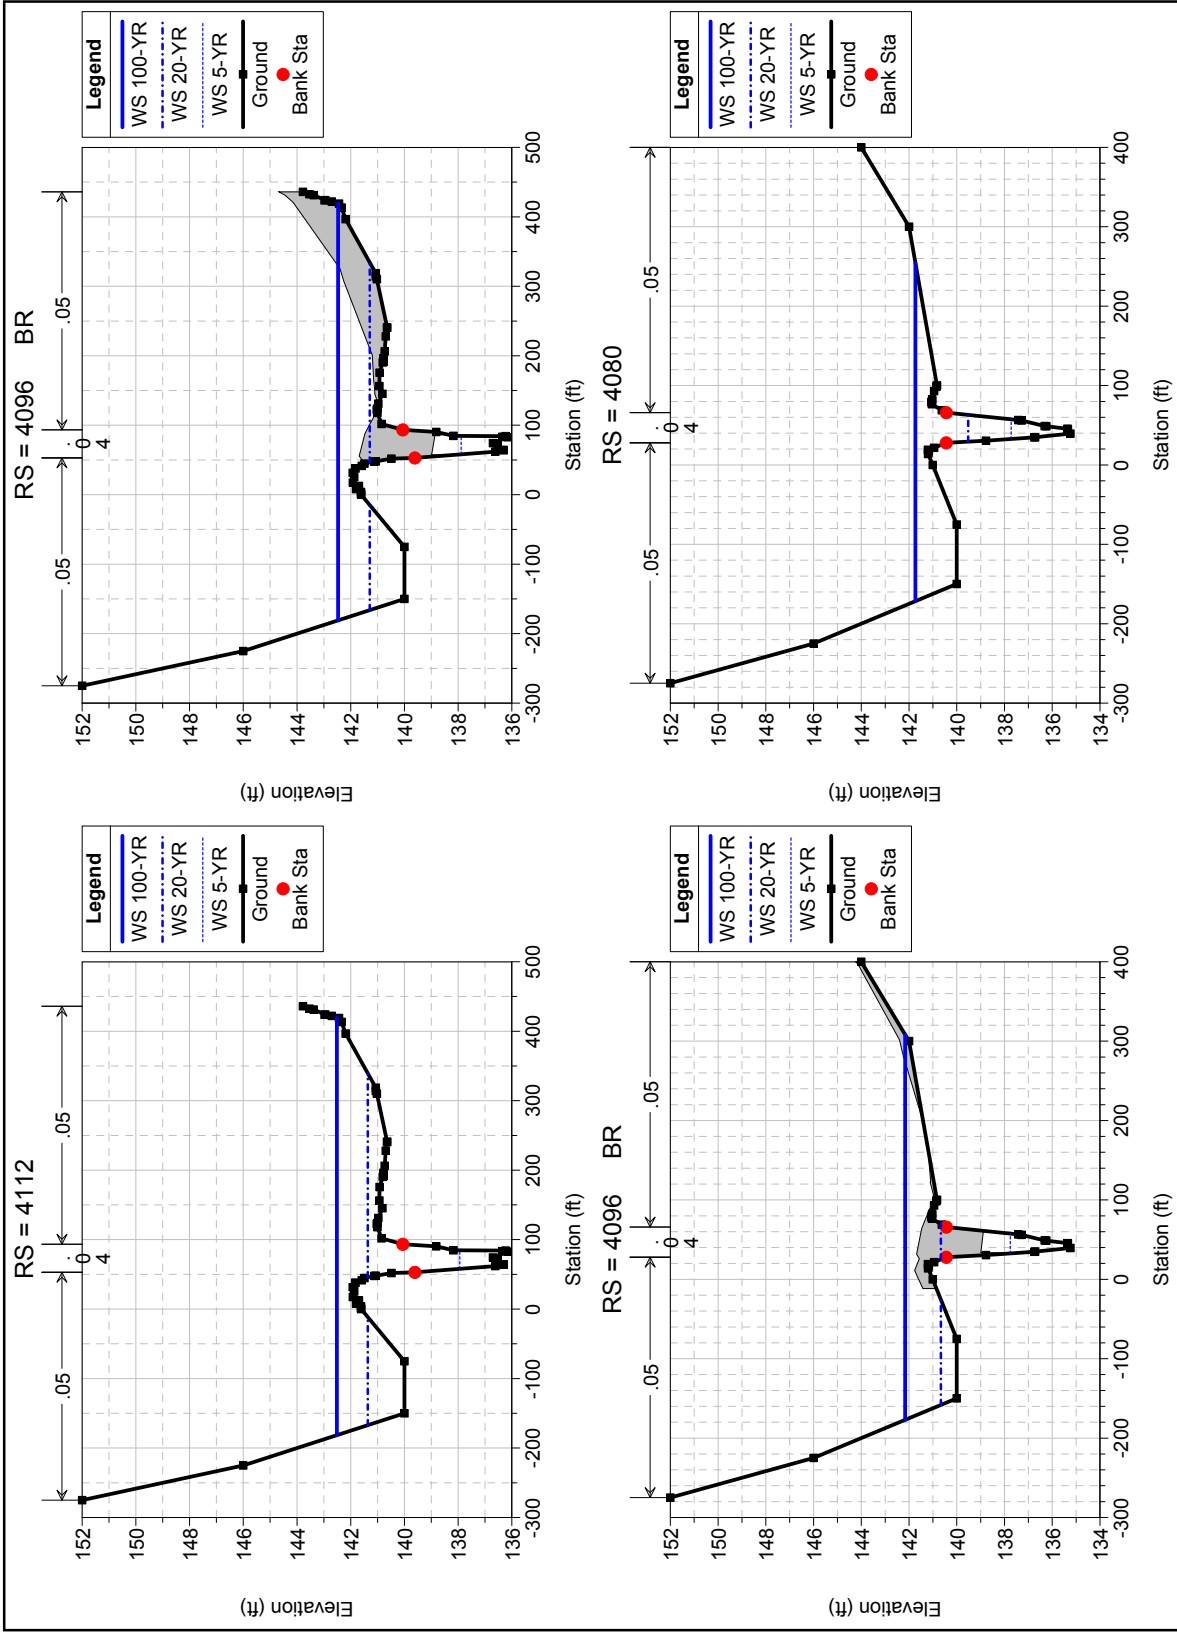 RS = 4112
.05
.04
.05
152
150
148
146
144
142
140
138
136
-300
-200
-100
0
100
200
300
400
500
Station (ft)
Elevation (ft)
Legend
WS 100-YR
WS 20-YR
WS 5-YR
Ground
Bank Sta
RS = 4096 BR
.05
.04
.05
152
150
148
146
144
142
140
138
136
-300
-200
-100
0
100
200
300
400
500
Station (ft)
Elevation (ft)
Legend
WS 100-YR
WS 20-YR
WS 5-YR
Ground
Bank Sta
RS = 4096 BR
.05
.04
.05
152
150
148
146
144
142
140
138
136
134
-300
-200
-100
0
100
200
300
400
Station (ft)
Elevation (ft)
Legend
WS 100-YR
WS 20-YR
WS 5-YR
Ground
Bank Sta
RS = 4080
.05
.04
.05
152
150
148
146
144
142
140
138
136
134
-300
-200
-100
0
100
200
300
400
Station (ft)
Elevation (ft)
Legend
WS 100-YR
WS 20-YR
WS 5-YR
Ground
Bank Sta